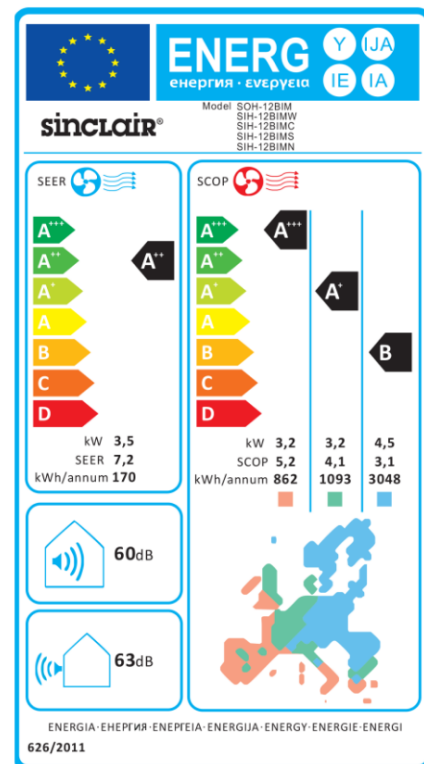 ENERG
енергия · ενεργεια
Y IJA
IE IA
sinclair®
Model SOH-12BIM
SIH-12BIMW
SIH-12BIMC
SIH-12BIMS
SIH-12BIMN
SEER
A+++
A++
A+
A
B
C
D
A++
kW 3,5
SEER 7,2
kWh/annum 170
SCOP
A+++
A++
A+
A
B
C
D
A+++
A+
B
kW 3,2 3,2 4,5
SCOP 5,2 4,1 3,1
kWh/annum 862 1093 3048
60dB
63dB
ENERGIA·ЕНЕРГИЯ·ΕΝΕΡΓΕΙΑ·ENERGIJA·ENERGY·ENERGIE·ENERGI
626/2011